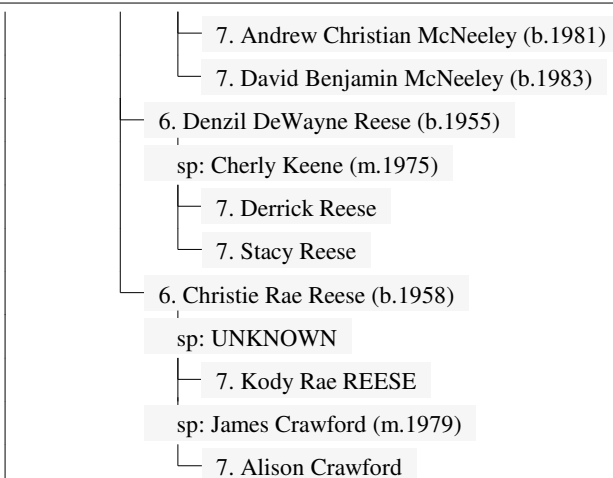 7. Andrew Christian McNeeley (b.1981)
7. David Benjamin McNeeley (b.1983)
6. Denzil DeWayne Reese (b.1955)
sp: Cherly Keene (m.1975)
7. Derrick Reese
7. Stacy Reese
6. Christie Rae Reese (b.1958)
sp: UNKNOWN
7. Kody Rae REESE
sp: James Crawford (m.1979)
7. Alison Crawford